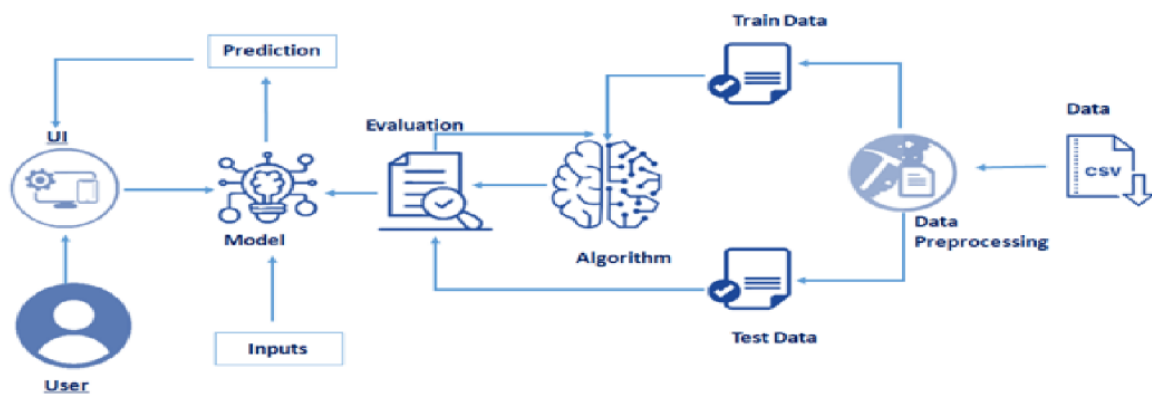 Train Data
Prediction
Data
Evaluation
UI
CSV
Model
Algorithm
Data
Preprocessing
Inputs
Test Data
User